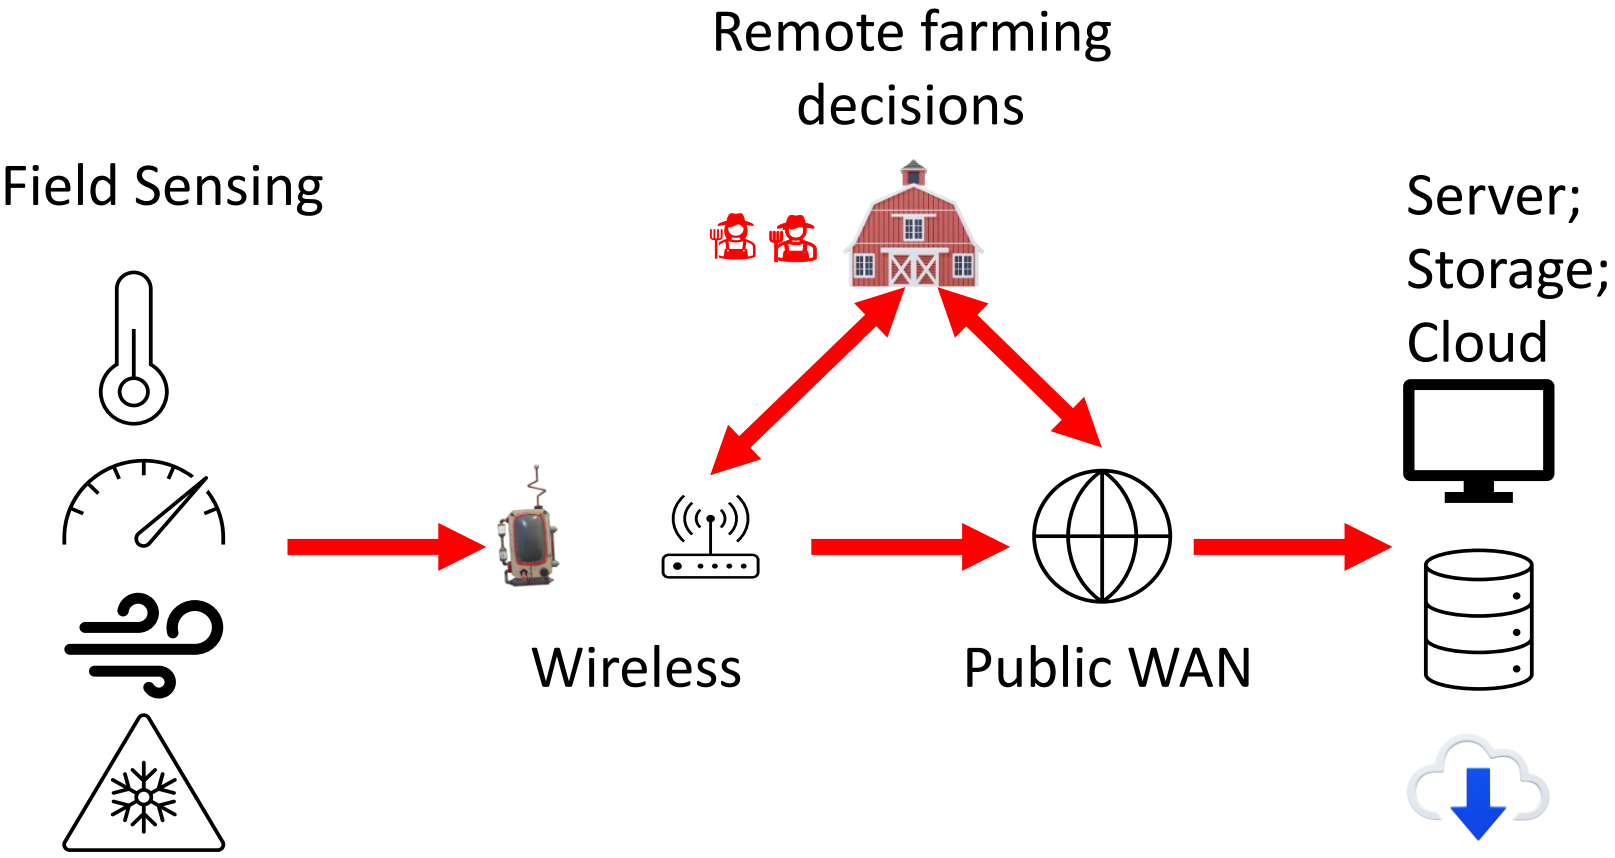 Remote farming
decisions
Field Sensing
Server;
Storage;
Cloud
Wireless
Public WAN